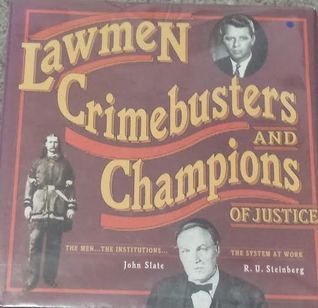 LAWMEN
CRIMEBUSTERS
AND
CHAMPIONS
OF JUSTICE
THE MEN...THE INSTITUTIONS... THE SYSTEM AT WORK
John Slate R. U. Steinberg